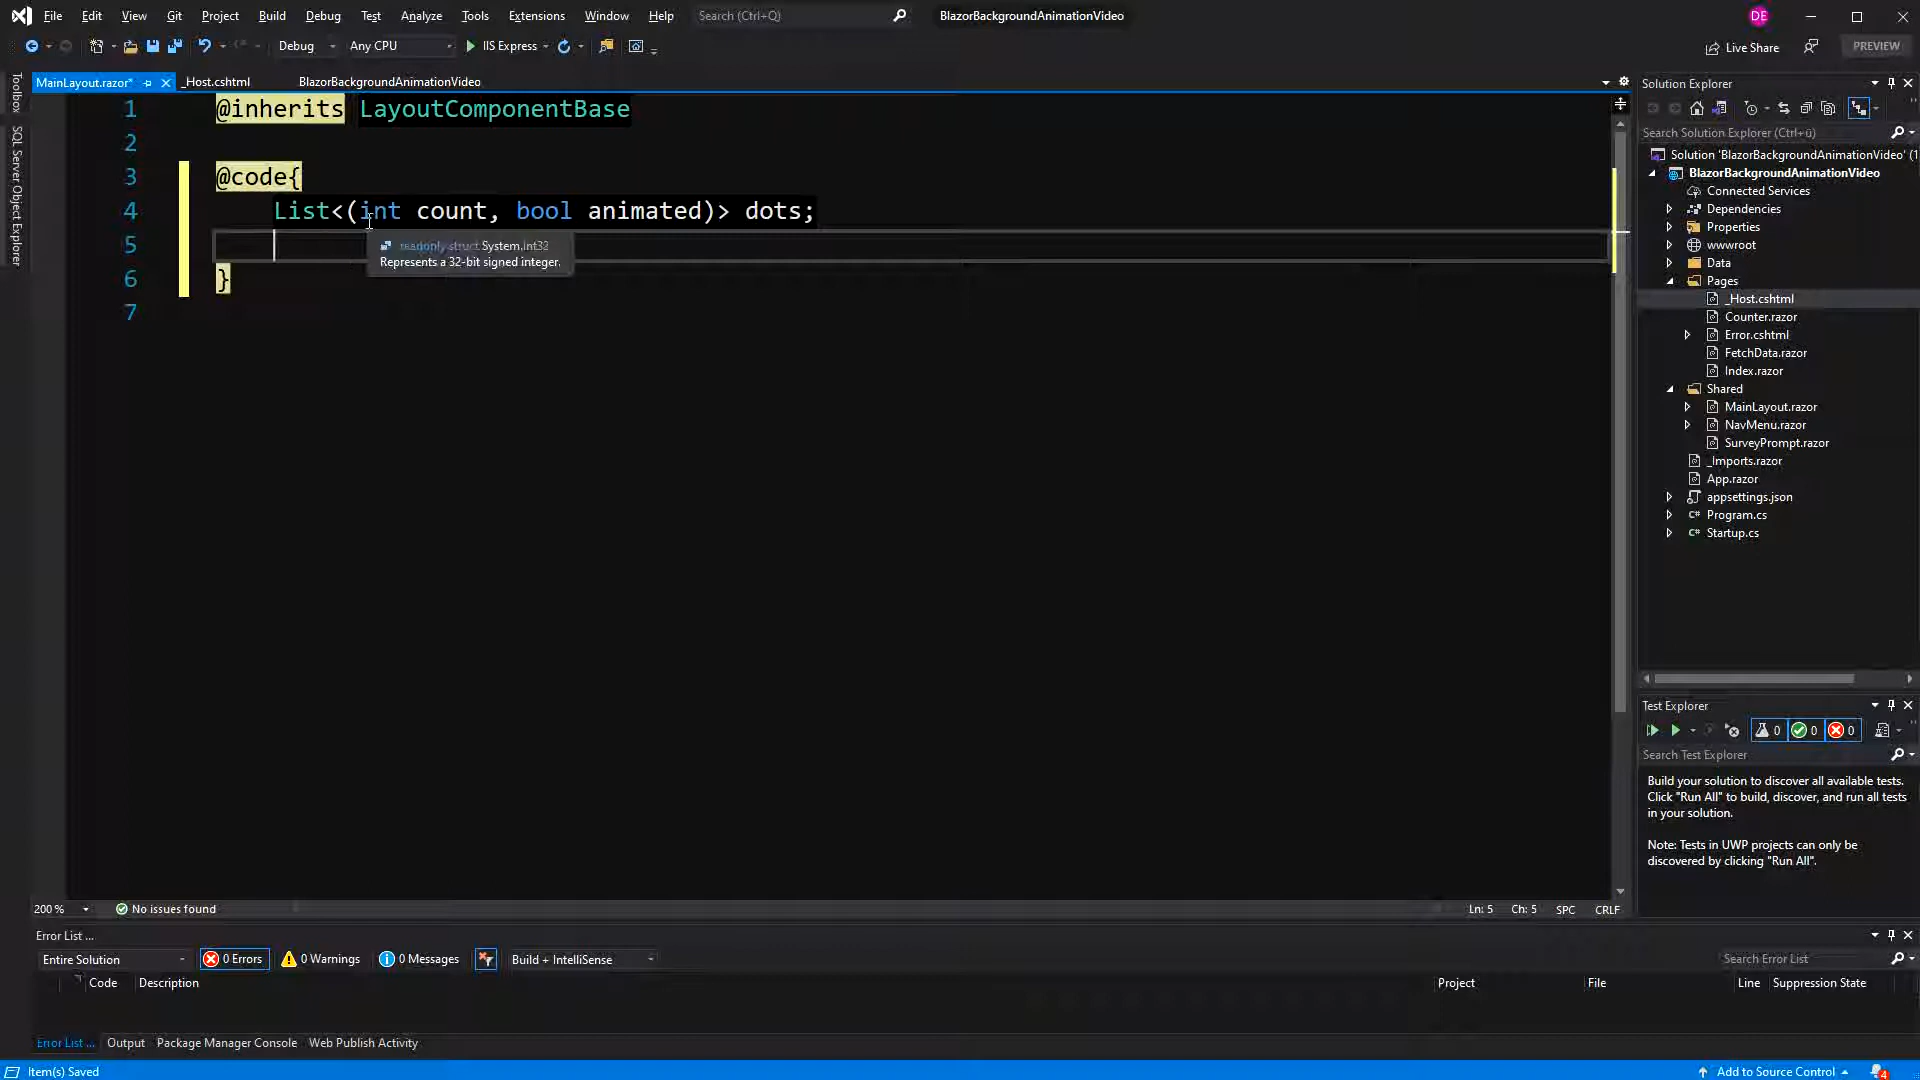 File Edit View Git Project Build Debug Test Analyze Tools Extensions Window Help Search (Ctrl+Q) BlazorBackgroundAnimationVideo DE
Debug Any CPU IIS Express Live Share PREVIEW
MainLayout.razor* _Host.cshtml BlazorBackgroundAnimationVideo
Toolbox
SQL Server Object Explorer
1 @inherits LayoutComponentBase
2
3 @code{
4 List<(int count, bool animated)> dots;
5
readonly struct System.Int32
Represents a 32-bit signed integer.
6 }
7
200 % No issues found Ln: 5 Ch: 5 SPC CRLF
Solution Explorer
Search Solution Explorer (Ctrl+ü)
Solution 'BlazorBackgroundAnimationVideo' (1
BlazorBackgroundAnimationVideo
Connected Services
Dependencies
Properties
wwwroot
Data
Pages
_Host.cshtml
Counter.razor
Error.cshtml
FetchData.razor
Index.razor
Shared
MainLayout.razor
NavMenu.razor
SurveyPrompt.razor
_Imports.razor
App.razor
appsettings.json
C# Program.cs
C# Startup.cs
Test Explorer
0 0 0
Search Test Explorer
Build your solution to discover all available tests.
Click "Run All" to build, discover, and run all tests
in your solution.
Note: Tests in UWP projects can only be
discovered by clicking "Run All".
Error List ...
Entire Solution 0 Errors 0 Warnings 0 Messages Build + IntelliSense Search Error List
Code Description Project File Line Suppression State
Error List ... Output Package Manager Console Web Publish Activity
Item(s) Saved Add to Source Control 4